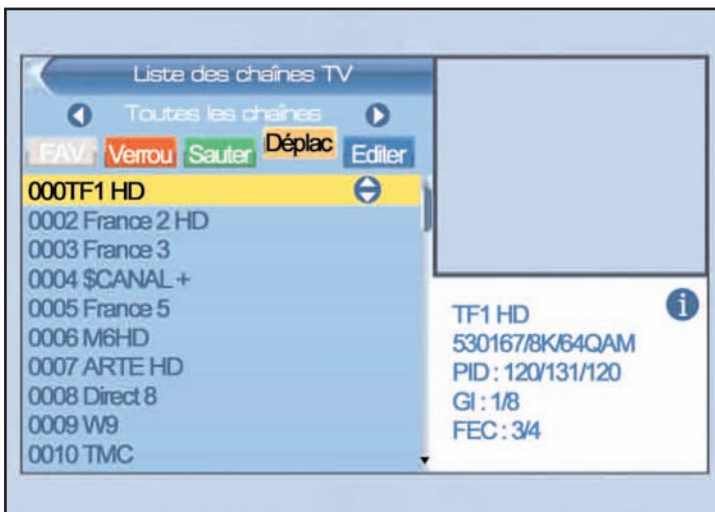 Liste des chaînes TV
Toutes les chaînes
FAV Verrou Sauter Déplac Editer
000TF1 HD
0002 France 2 HD
0003 France 3
0004 $CANAL +
0005 France 5
0006 M6HD
0007 ARTE HD
0008 Direct 8
0009 W9
0010 TMC
TF1 HD
530167/8K/64QAM
PID : 120/131/120
GI : 1/8
FEC : 3/4